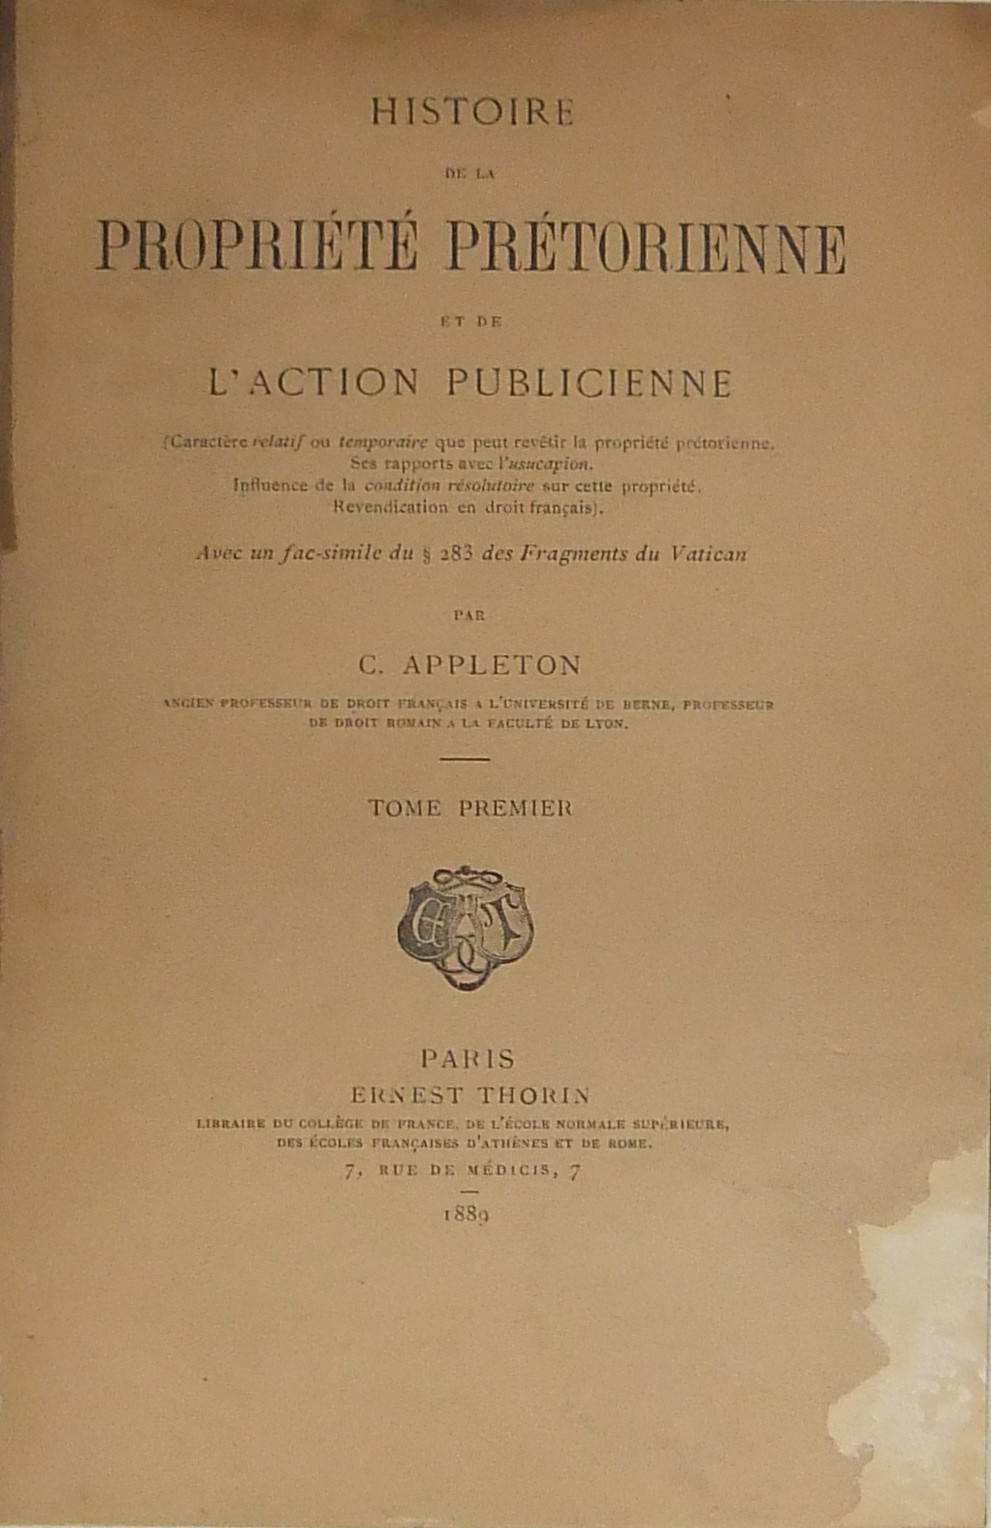 HISTOIRE
DE LA
PROPRIÉTÉ PRÉTORIENNE
ET DE
L'ACTION PUBLICIENNE
(Caractère relatif ou temporaire que peut revêtir la propriété prétorienne.
Ses rapports avec l'usucapion.
Influence de la condition résolutoire sur cette propriété.
Revendication en droit français).
Avec un fac-simile du § 283 des Fragments du Vatican
PAR
C. APPLETON
ANCIEN PROFESSEUR DE DROIT FRANÇAIS A L'UNIVERSITÉ DE BERNE, PROFESSEUR
DE DROIT ROMAIN A LA FACULTÉ DE LYON.
TOME PREMIER
E T
PARIS
ERNEST THORIN
LIBRAIRE DU COLLÈGE DE FRANCE, DE L'ÉCOLE NORMALE SUPÉRIEURE,
DES ÉCOLES FRANÇAISES D'ATHÈNES ET DE ROME.
7, RUE DE MÉDICIS, 7
1889